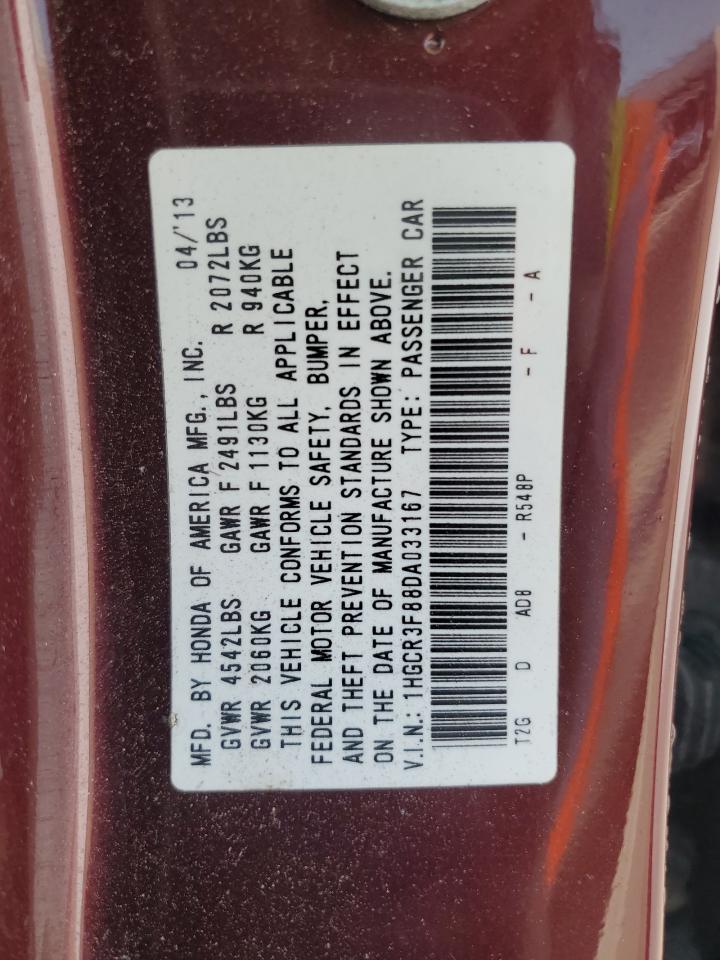 MFD. BY HONDA OF AMERICA MFG., INC. 04/'13
GVWR 4542LBS GAWR F 2491LBS R 2072LBS
GVWR 2060KG GAWR F 1130KG R 940KG
THIS VEHICLE CONFORMS TO ALL APPLICABLE
FEDERAL MOTOR VEHICLE SAFETY, BUMPER,
AND THEFT PREVENTION STANDARDS IN EFFECT
ON THE DATE OF MANUFACTURE SHOWN ABOVE.
V.I.N.: 1HGCR3F88DA033167 TYPE: PASSENGER CAR
T2G D AD8 - R548P - F - A